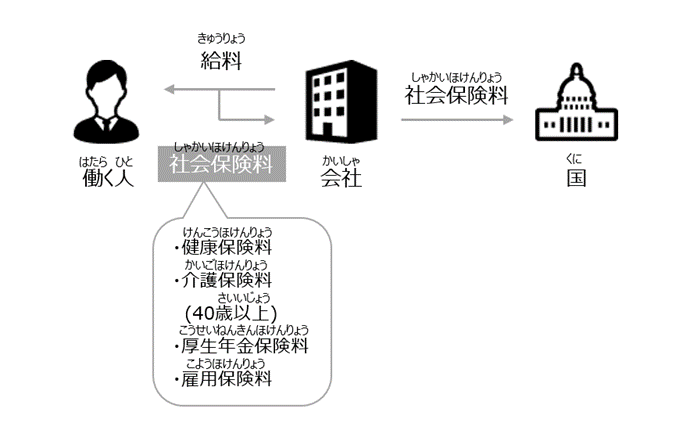 きゅうりょう
給料
しゃかいほけんりょう
社会保険料
しゃかいほけんりょう
社会保険料
はたら ひと
働く人
かいしゃ
会社
くに
国
けんこうほけんりょう
・健康保険料
かいごほけんりょう
・介護保険料
さいいじょう
(40歳以上)
こうせいねんきんほけんりょう
・厚生年金保険料
こようほけんりょう
・雇用保険料